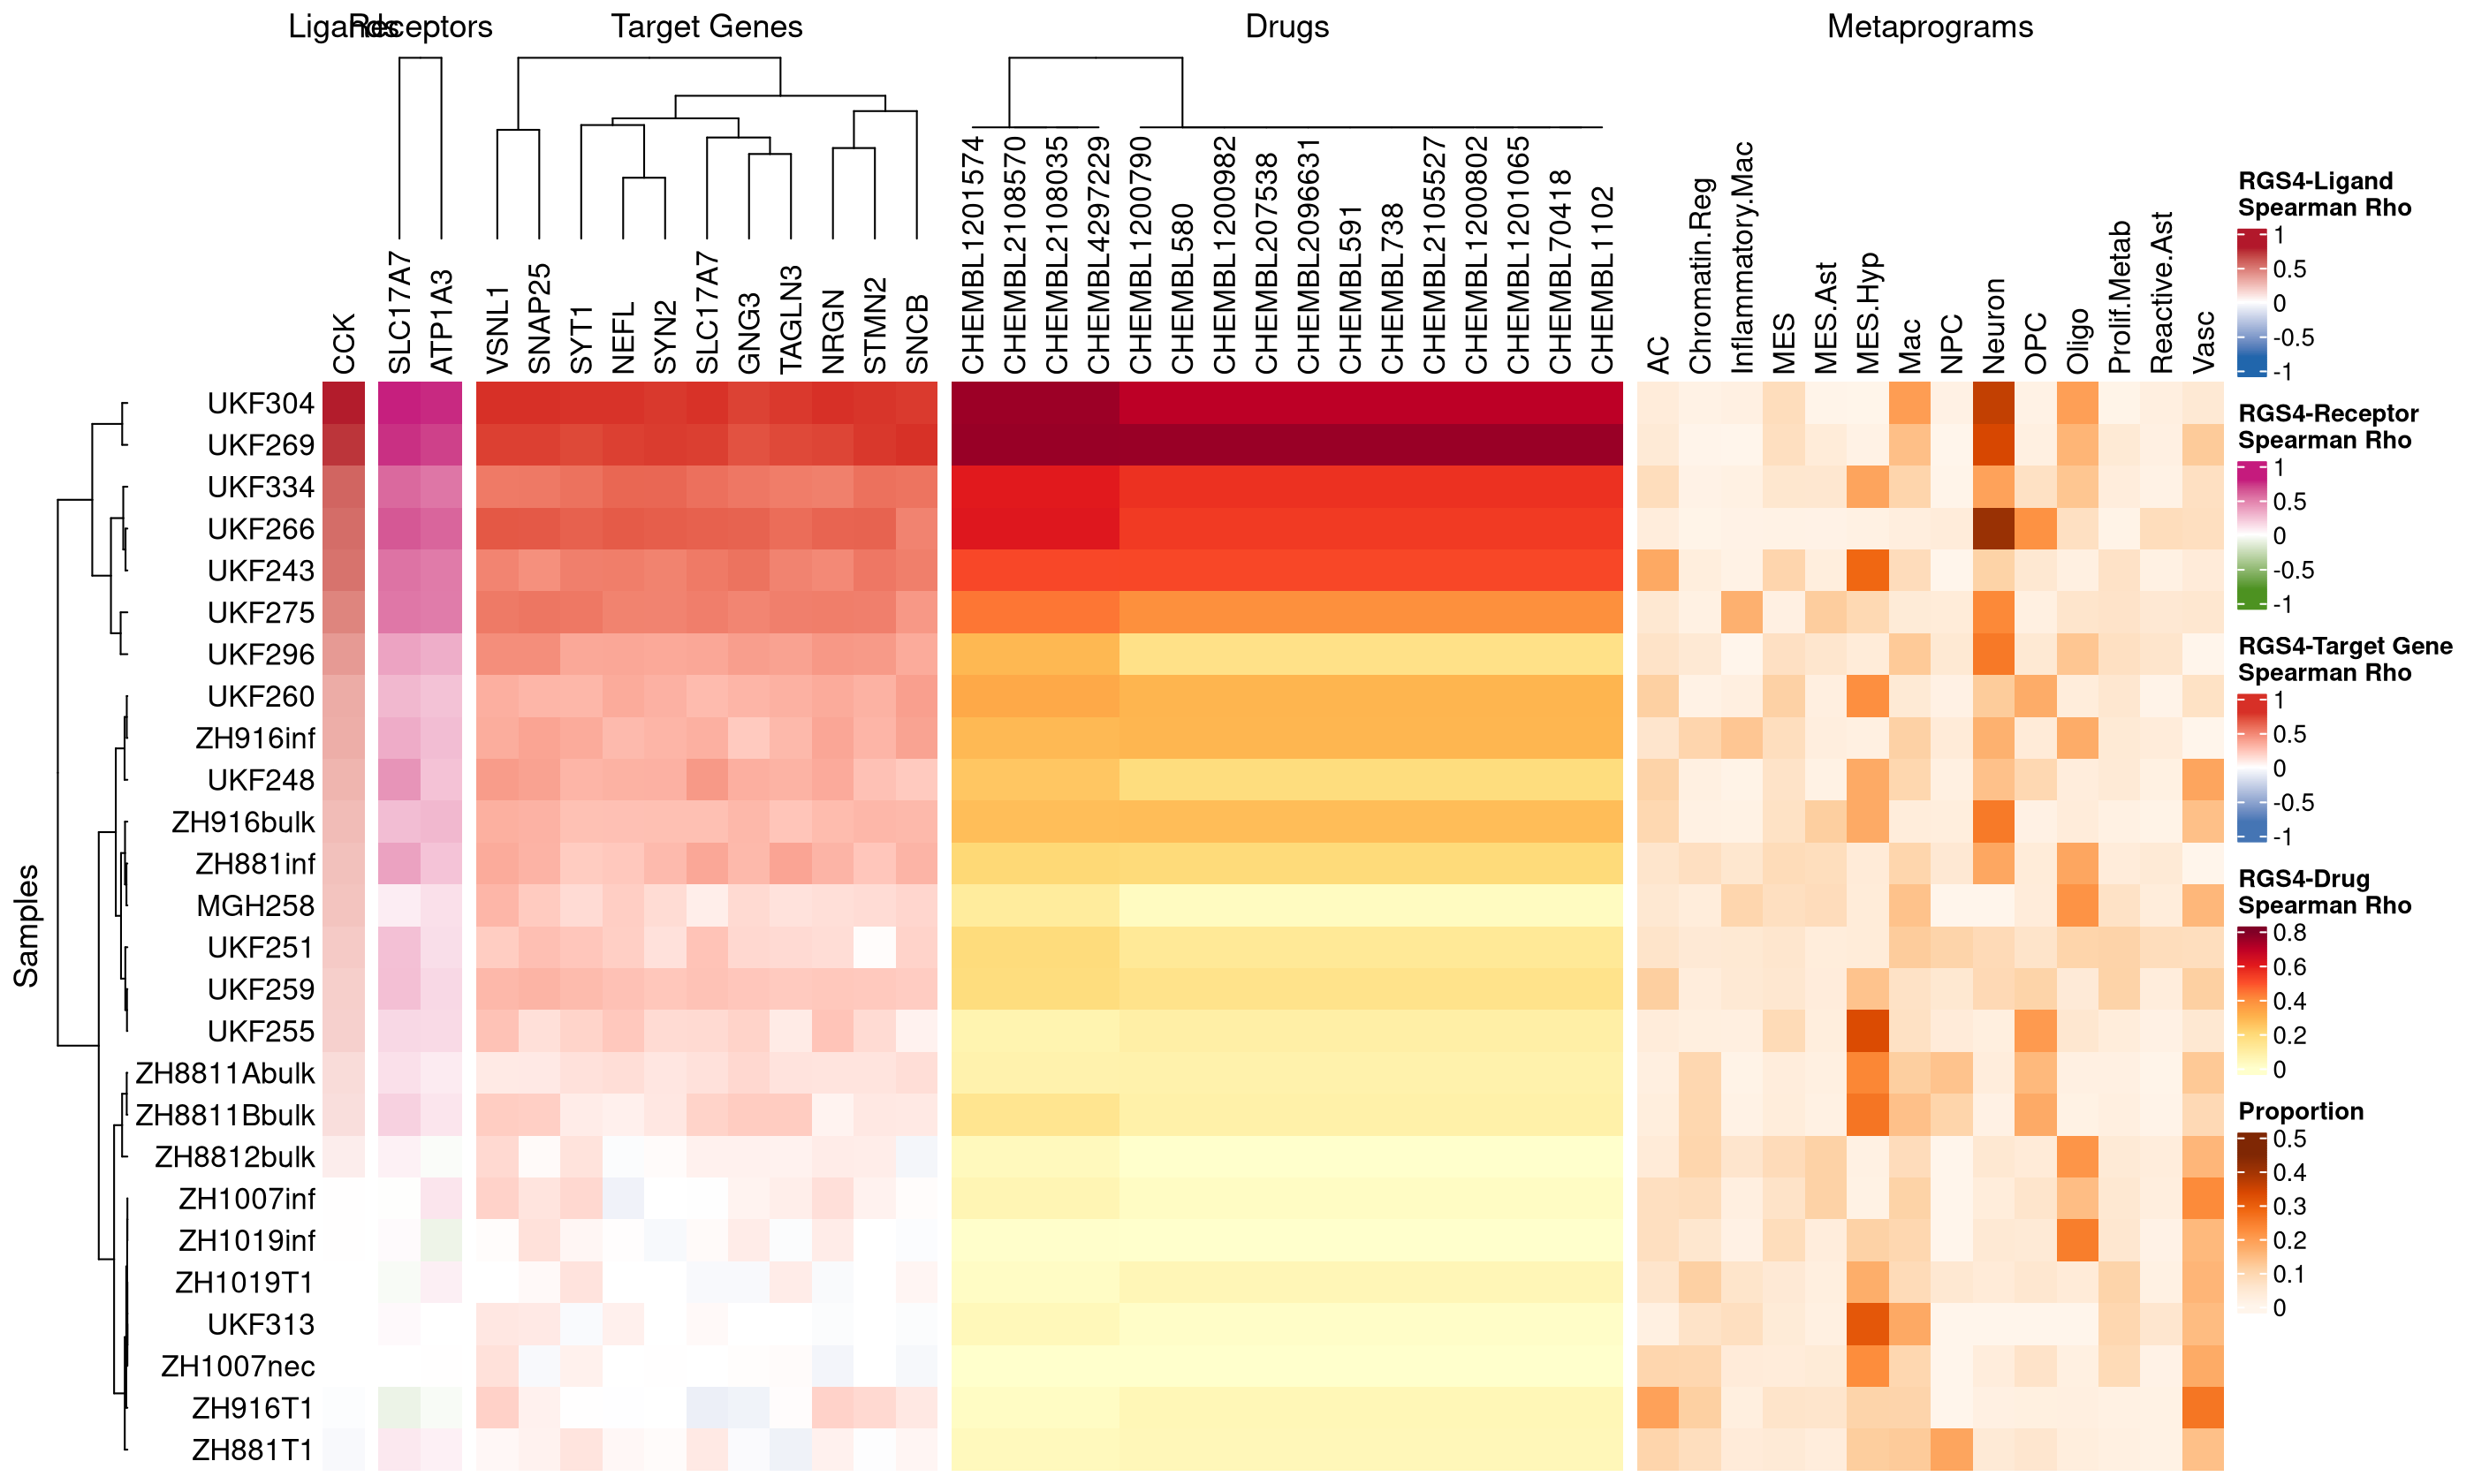 Ligands
Receptors
Target Genes
Drugs
Metaprograms
CCK
SLC17A7
ATP1A3
VSNL1
SNAP25
SYT1
NEFL
SYN2
SLC17A7
GNG3
TAGLN3
NRGN
STMN2
SNCB
CHEMBL1201574
CHEMBL2108570
CHEMBL2108035
CHEMBL4297229
CHEMBL1200790
CHEMBL580
CHEMBL1200982
CHEMBL207538
CHEMBL2096631
CHEMBL591
CHEMBL738
CHEMBL2105527
CHEMBL1200802
CHEMBL1201065
CHEMBL70418
CHEMBL1102
AC
Chromatin.Reg
Inflammatory.Mac
MES
MES.Ast
MES.Hyp
Mac
NPC
Neuron
OPC
Oligo
Prolif.Metab
Reactive.Ast
Vasc
Samples
UKF304
UKF269
UKF334
UKF266
UKF243
UKF275
UKF296
UKF260
ZH916inf
UKF248
ZH916bulk
ZH881inf
MGH258
UKF251
UKF259
UKF255
ZH8811Abulk
ZH8811Bbulk
ZH8812bulk
ZH1007inf
ZH1019inf
ZH1019T1
UKF313
ZH1007nec
ZH916T1
ZH881T1
RGS4-Ligand
Spearman Rho
1
0.5
0
-0.5
-1
RGS4-Receptor
Spearman Rho
1
0.5
0
-0.5
-1
RGS4-Target Gene
Spearman Rho
1
0.5
0
-0.5
-1
RGS4-Drug
Spearman Rho
0.8
0.6
0.4
0.2
0
Proportion
0.5
0.4
0.3
0.2
0.1
0